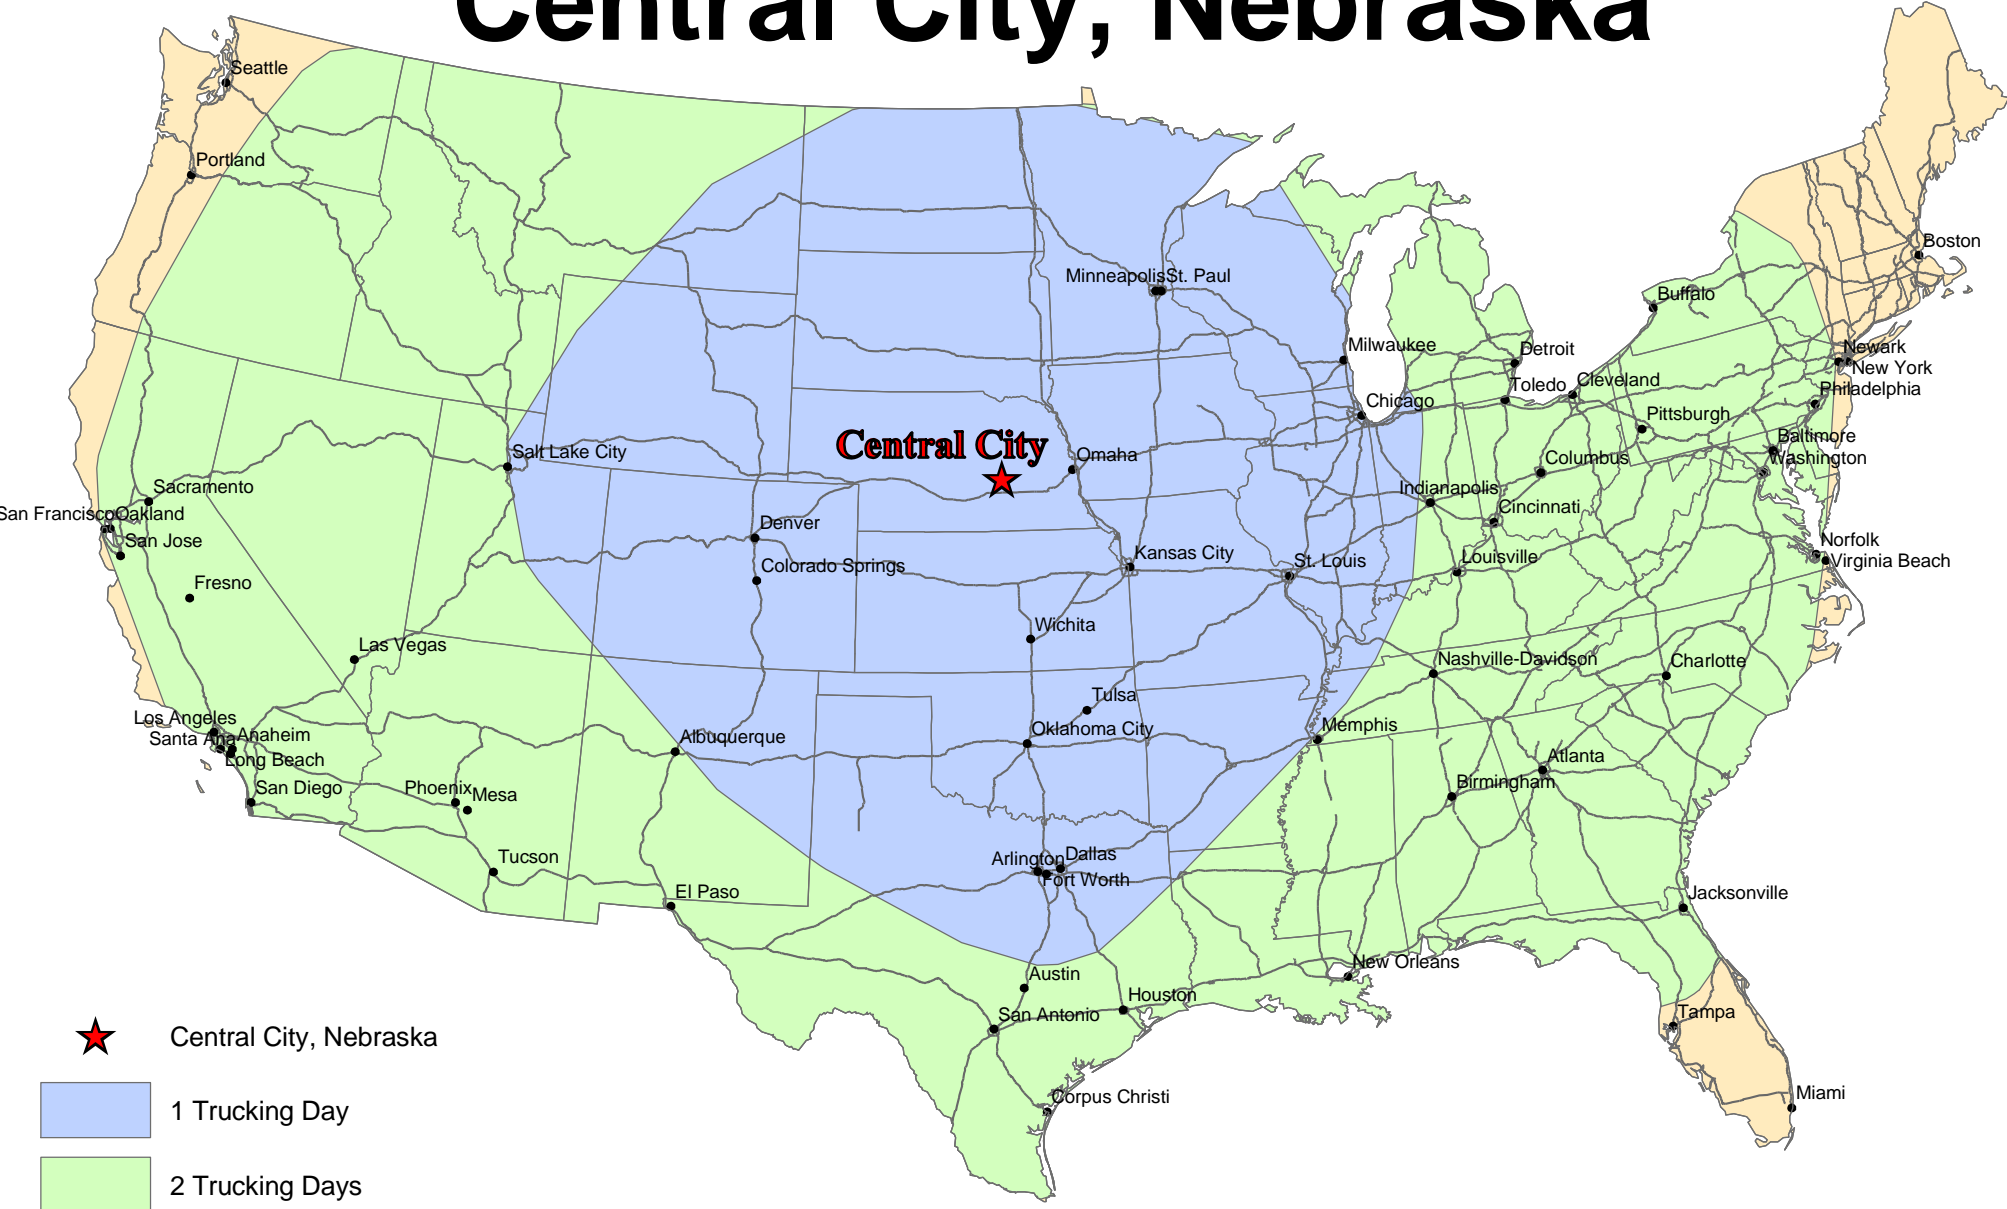 Central City, Nebraska
Seattle
Portland
Boston
MinneapolisSt. Paul
Buffalo
Milwaukee
Detroit
Newark
New York
Toledo
Cleveland
Philadelphia
Chicago
Pittsburgh
Central City
Baltimore
Salt Lake City
Omaha
Columbus
Washington
Sacramento
Indianapolis
San FranciscoOakland
Cincinnati
Denver
San Jose
Norfolk
Kansas City
St. Louis
Louisville
Virginia Beach
Colorado Springs
Fresno
Wichita
Las Vegas
Nashville-Davidson
Charlotte
Tulsa
Los Angeles
Memphis
Oklahoma City
Anaheim
Santa Ana
Albuquerque
Long Beach
Atlanta
Birmingham
San Diego
Phoenix
Mesa
Tucson
Arlington
Dallas
Fort Worth
El Paso
Jacksonville
New Orleans
Austin
Houston
San Antonio
Tampa
Central City, Nebraska
Miami
Corpus Christi
1 Trucking Day
2 Trucking Days